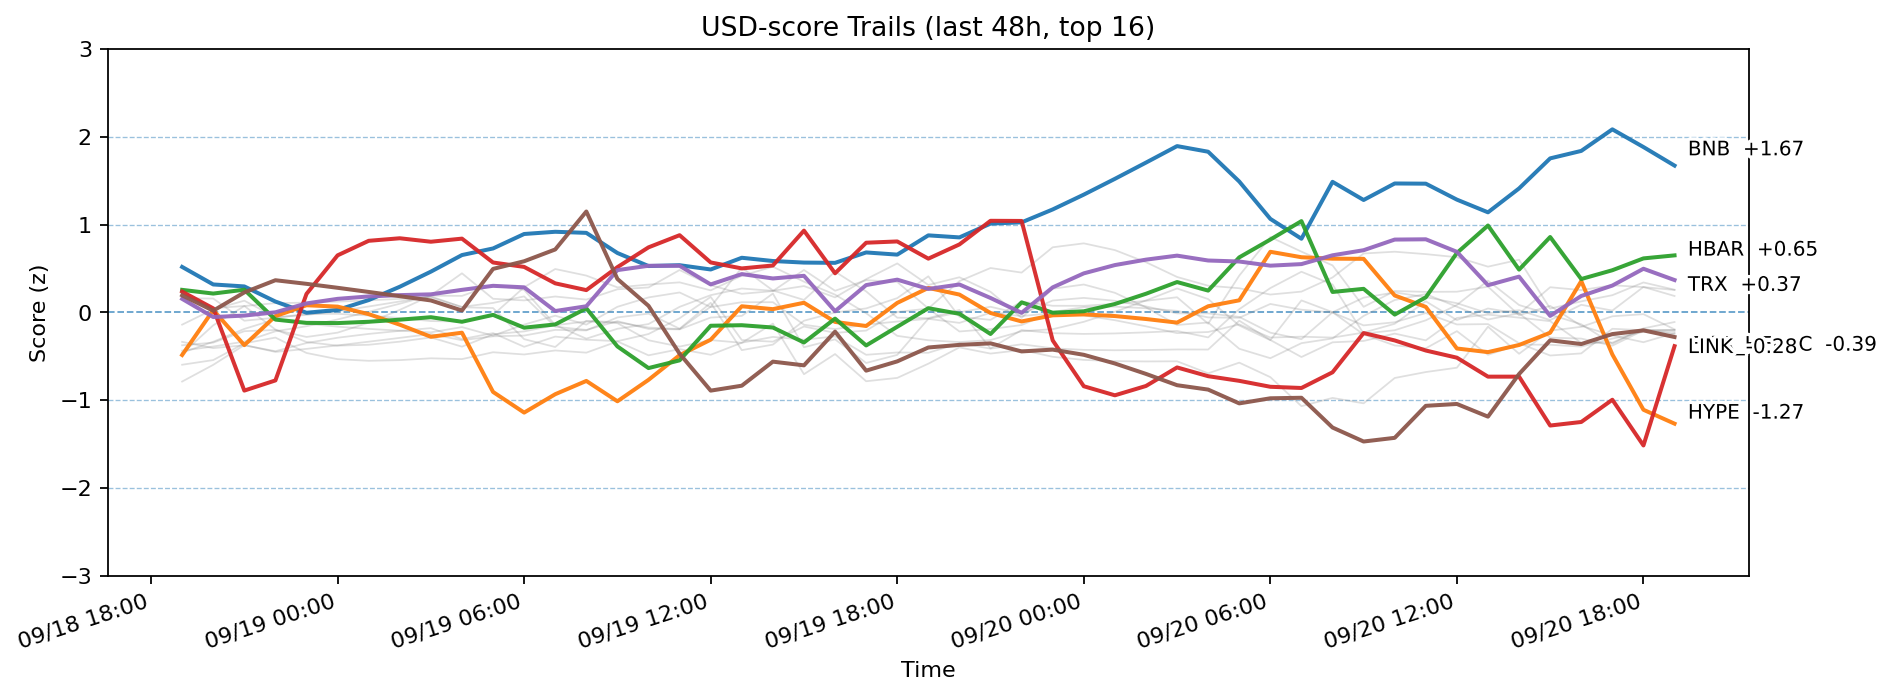 USD-score Trails (last 48h, top 16)
Score (z)
3
2
1
0
−1
−2
−3
BNB +1.67
HBAR +0.65
TRX +0.37
LINK -0.28
C -0.39
HYPE -1.27
09/18 18:00
09/19 00:00
09/19 06:00
09/19 12:00
09/19 18:00
09/20 00:00
09/20 06:00
09/20 12:00
09/20 18:00
Time